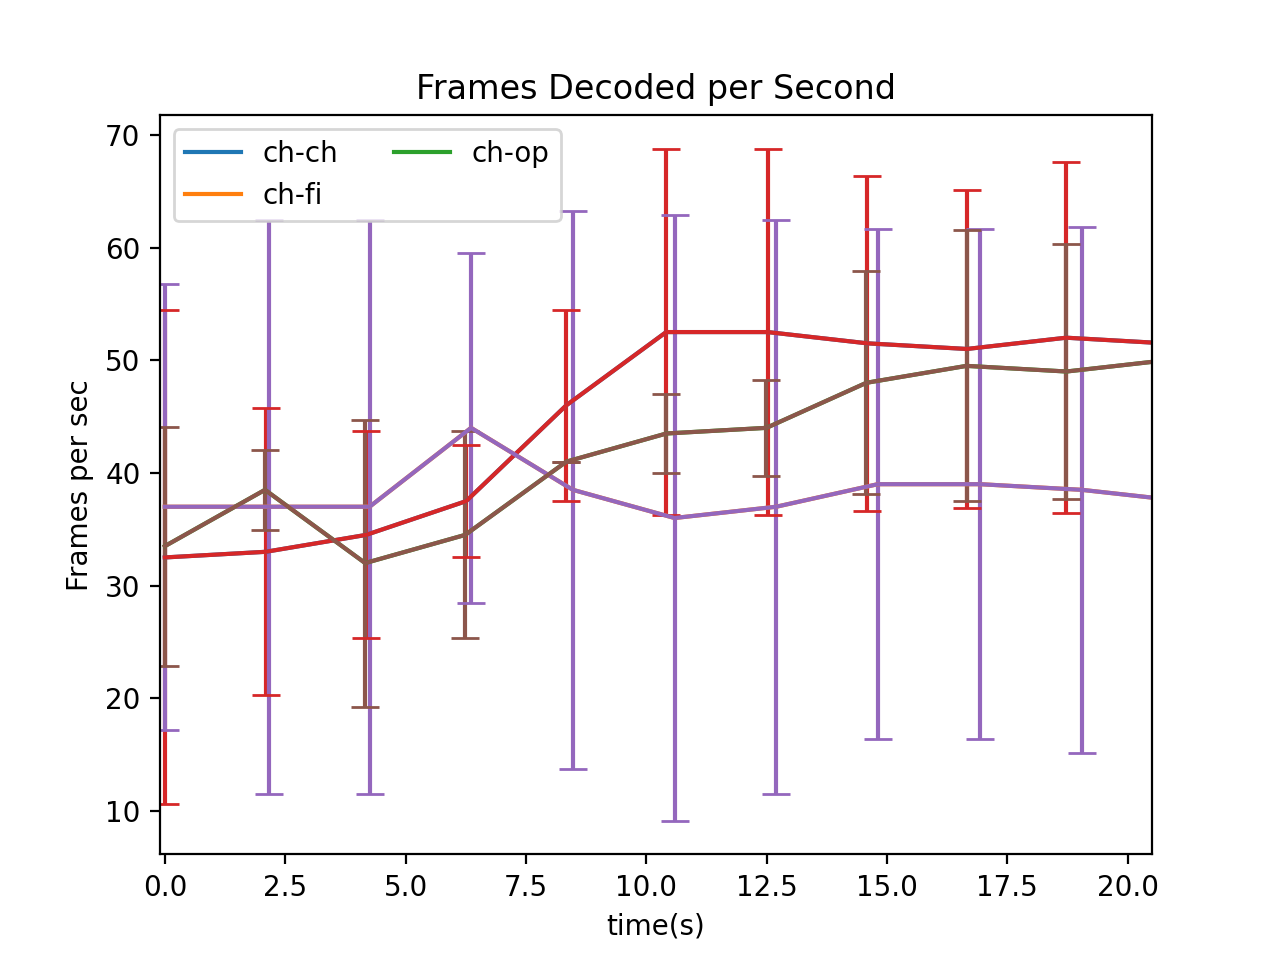 Frames Decoded per Second
70
60
50
40
30
20
10
Frames per sec
ch-ch
ch-fi
ch-op
0.0 2.5 5.0 7.5 10.0 12.5 15.0 17.5 20.0
time(s)